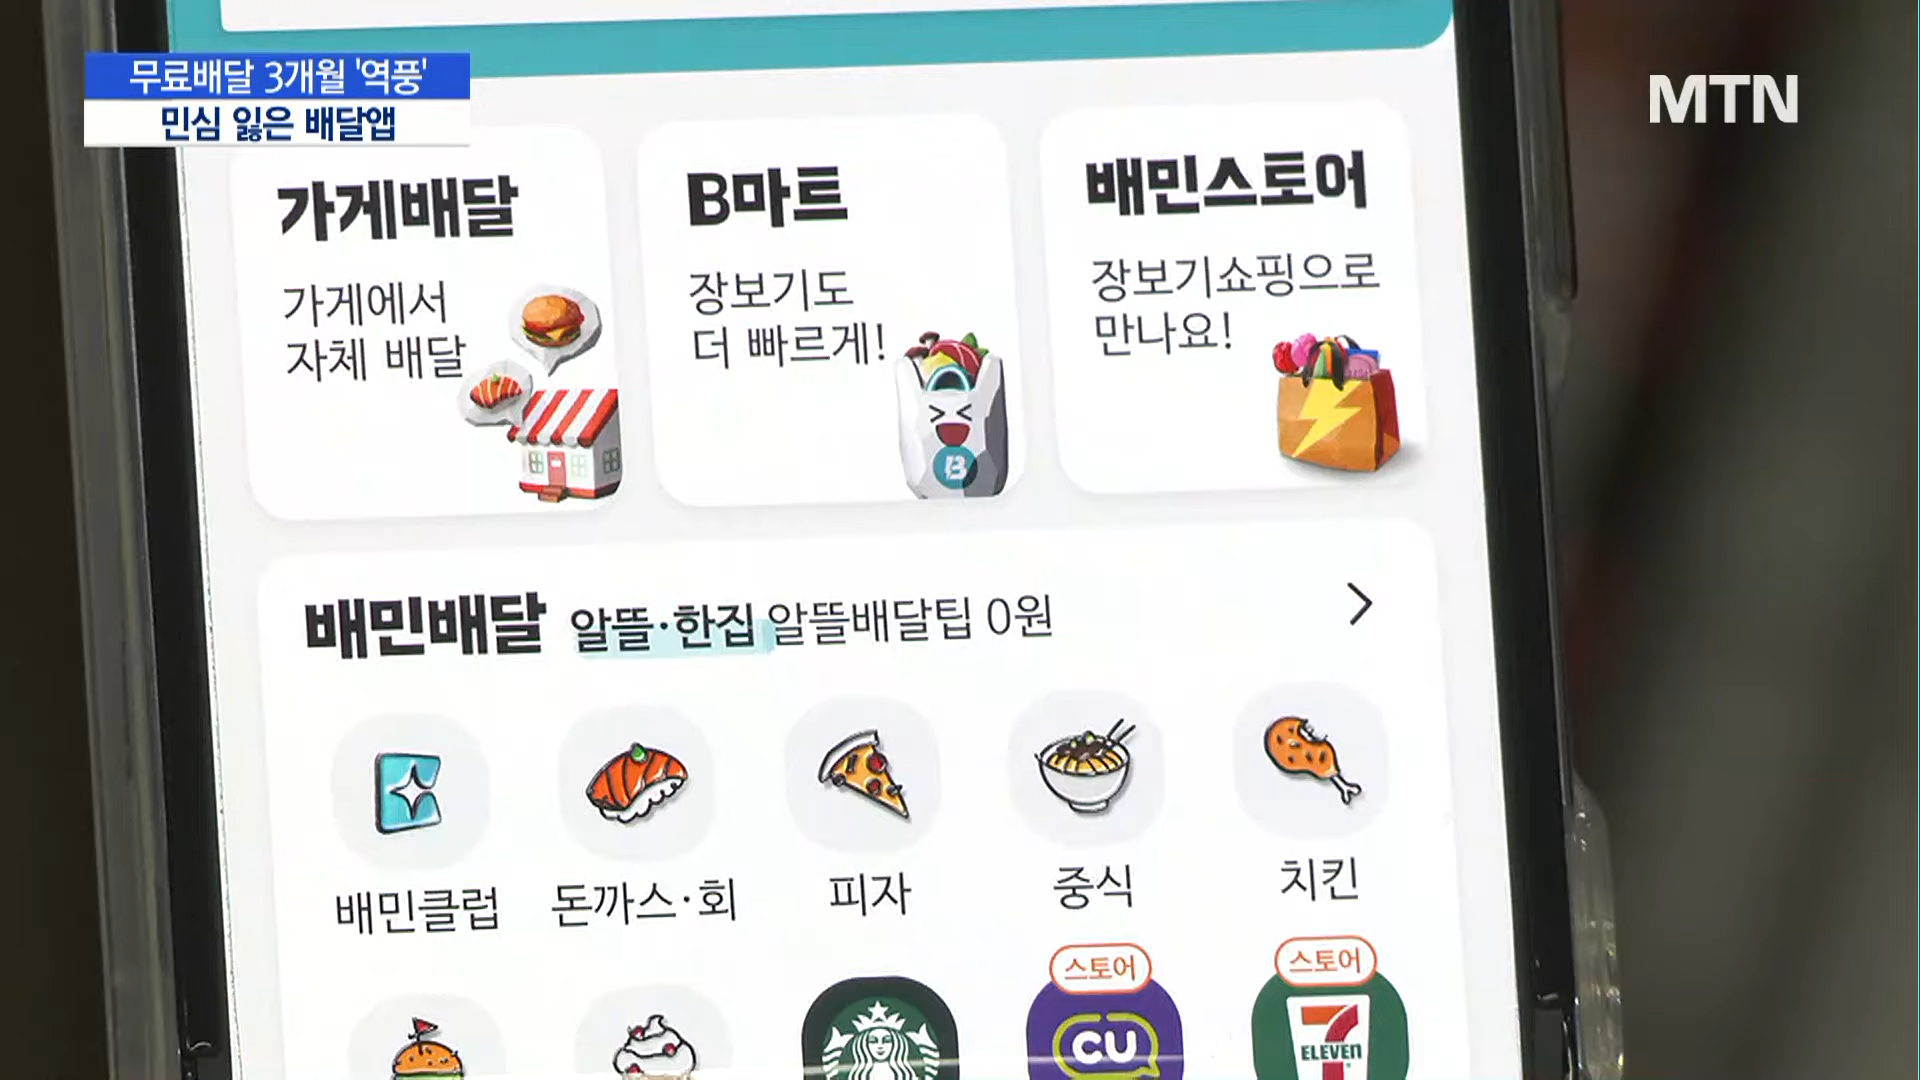 무료배달 3개월 '역풍'
민심 잃은 배달앱
MTN
가게배달
가게에서
자체 배달
B마트
장보기도
더 빠르게!
B
배민스토어
장보기쇼핑으로
만나요!
배민배달 알뜰·한집 알뜰배달팁 0원
배민클럽
돈까스·회
피자
중식
치킨
스토어
CU
스토어
7
ELEVEN